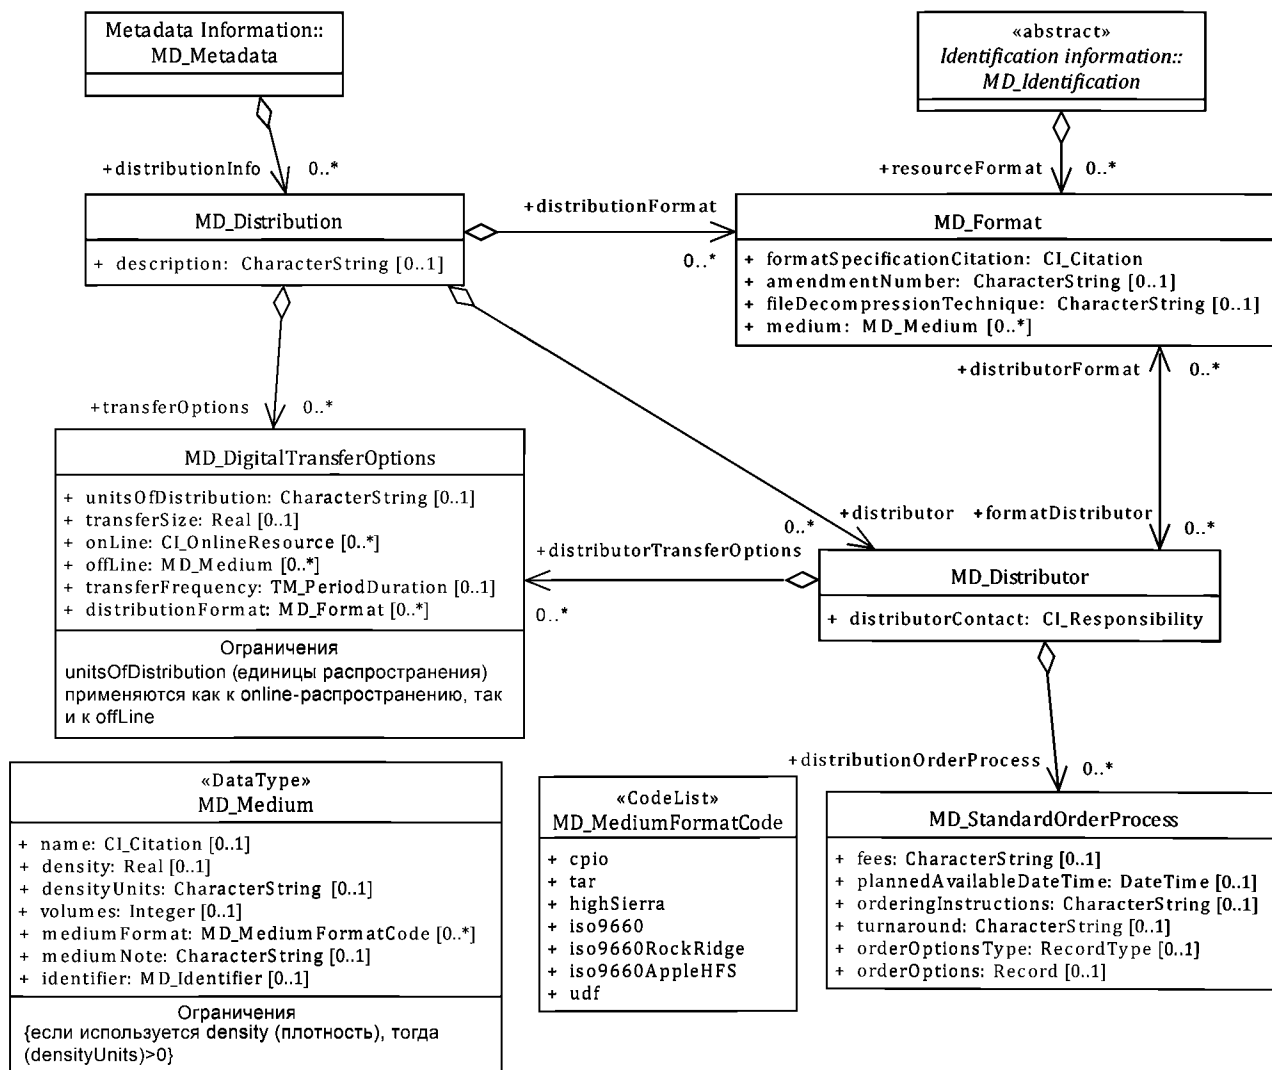 Metadata Information::
MD_Metadata
«abstract»
Identification information::
MD_Identification
+distributionInfo 0..*
+resourceFormat 0..*
MD_Distribution
+ description: CharacterString [0..1]
+distributionFormat
0..*
MD_Format
+ formatSpecificationCitation: CI_Citation
+ amendmentNumber: CharacterString [0..1]
+ fileDecompressionTechnique: CharacterString [0..1]
+ medium: MD_Medium [0..*]
+distributorFormat 0..*
+transferOptions 0..*
MD_DigitalTransferOptions
+ unitsOfDistribution: CharacterString [0..1]
+ transferSize: Real [0..1]
+ onLine: CI_OnlineResource [0..*]
+ offLine: MD_Medium [0..*]
+ transferFrequency: TM_PeriodDuration [0..1]
+ distributionFormat: MD_Format [0..*]
Ограничения
unitsOfDistribution (единицы распространения)
применяются как к online-распространению, так
и к offLine
0..* +distributor
+formatDistributor 0..*
+distributorTransferOptions
0..*
MD_Distributor
+ distributorContact: CI_Responsibility
+distributionOrderProcess 0..*
«DataType»
MD_Medium
+ name: CI_Citation [0..1]
+ density: Real [0..1]
+ densityUnits: CharacterString [0..1]
+ volumes: Integer [0..1]
+ mediumFormat: MD_MediumFormatCode [0..*]
+ mediumNote: CharacterString [0..1]
+ identifier: MD_Identifier [0..1]
Ограничения
{если используется density (плотность), тогда
(densityUnits)>0}
«CodeList»
MD_MediumFormatCode
+ cpio
+ tar
+ highSierra
+ iso9660
+ iso9660RockRidge
+ iso9660AppleHFS
+ udf
MD_StandardOrderProcess
+ fees: CharacterString [0..1]
+ plannedAvailableDateTime: DateTime [0..1]
+ orderingInstructions: CharacterString [0..1]
+ turnaround: CharacterString [0..1]
+ orderOptionsType: RecordType [0..1]
+ orderOptions: Record [0..1]